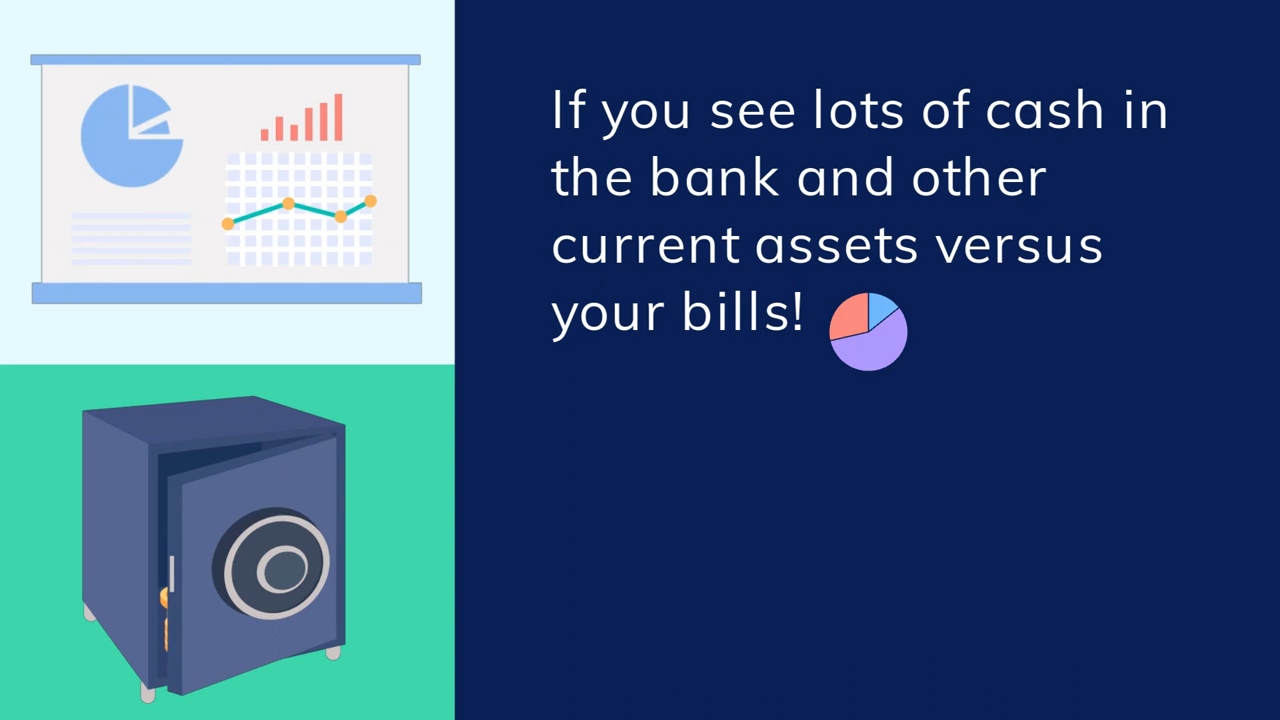 If you see lots of cash in
the bank and other
current assets versus
your bills!